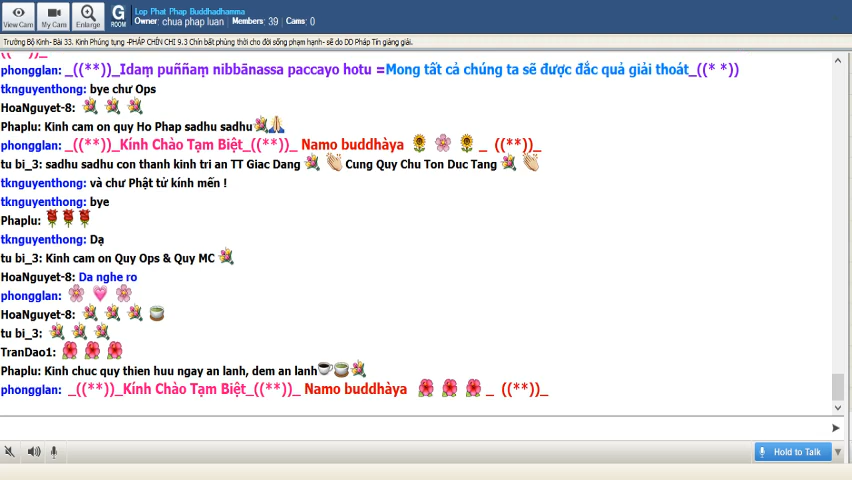 View Cam
My Cam
Enlarge
G
ROOM
Lop Phat Phap Buddhadhamma
Owner: chua phap luan / Members: 39 / Cams: 0
Trường Bộ Kinh- Bài 33. Kinh Phúng tụng -PHÁP CHÍN CHI 9.3 Chín bất phùng thời cho đời sống phạm hạnh- sẽ do DD Pháp Tín giảng giải.
((**))_
phongglan: _((**))_Idaṃ puññaṃ nibbānassa paccayo hotu =Mong tất cả chúng ta sẽ được đắc quả giải thoát_((* *))
tknguyenthong: bye chư Ops
HoaNguyet-8:
Phaplu: Kinh cam on quy Ho Phap sadhu sadhu
phongglan: _((**))_Kính Chào Tạm Biệt_((**))_ Namo buddhàya _ ((**))_
tu bi_3: sadhu sadhu con thanh kinh tri an TT Giac Dang Cung Quy Chu Ton Duc Tang
tknguyenthong: và chư Phật tử kính mến !
tknguyenthong: bye
Phaplu:
tknguyenthong: Dạ
tu bi_3: Kinh cam on Quy Ops & Quy MC
HoaNguyet-8: Da nghe ro
phongglan:
HoaNguyet-8:
tu bi_3:
TranDao1:
Phaplu: Kinh chuc quy thien huu ngay an lanh, dem an lanh
phongglan: _((**))_Kính Chào Tạm Biệt_((**))_ Namo buddhàya _ ((**))_
Hold to Talk